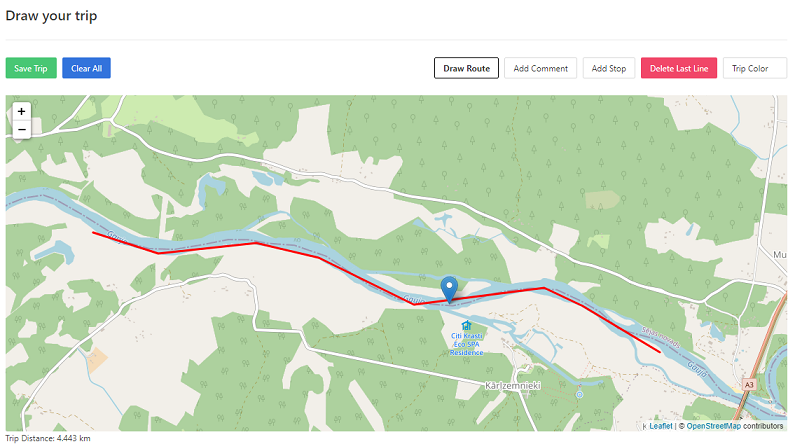 Draw your trip
Save Trip
Clear All
Draw Route
Add Comment
Add Stop
Delete Last Line
Trip Color
+
−
Gauja
Citi Krasti
Eco SPA
Residence
Kārļzemnieki
Gauja
A3
Mu
Leaflet | © OpenStreetMap contributors
Trip Distance: 4.443 km